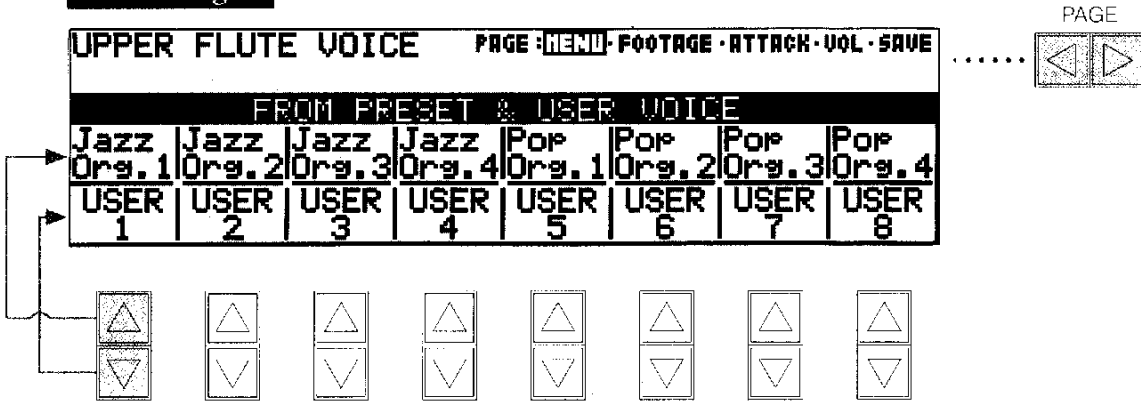 PAGE
UPPER FLUTE VOICE PAGE:MENU·FOOTAGE·ATTACK·VOL·SAVE
FROM PRESET & USER VOICE
Jazz Jazz Jazz Jazz Pop Pop Pop Pop
Org.1 Org.2 Org.3 Org.4 Org.1 Org.2 Org.3 Org.4
USER USER USER USER USER USER USER USER
1 2 3 4 5 6 7 8